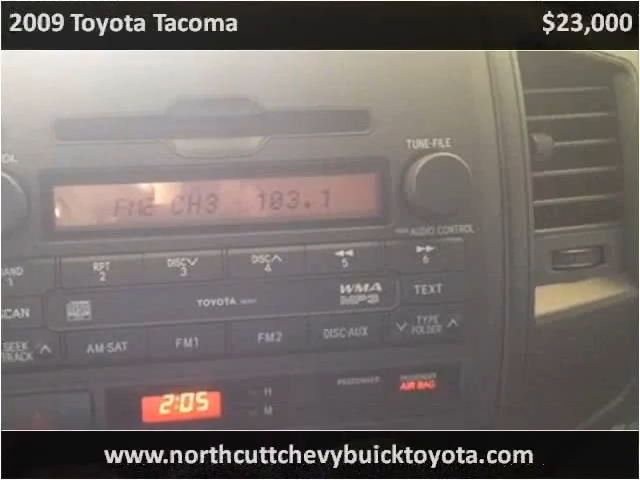 2009 Toyota Tacoma $23,000
TUNE·FILE
FM2 CH3 103.1
AUDIO CONTROL
RPT DISC∨ DISC∧ ◀◀ ▶▶
1 2 3 4 5 6
WMA
MP3
TEXT
TOYOTA
SCAN
SEEK
TRACK ∧
AM·SAT FM1 FM2 DISC·AUX
∨ TYPE ∧
FOLDER
2:05
H
M
PASSENGER
AIR BAG
www.northcuttchevybuicktoyota.com